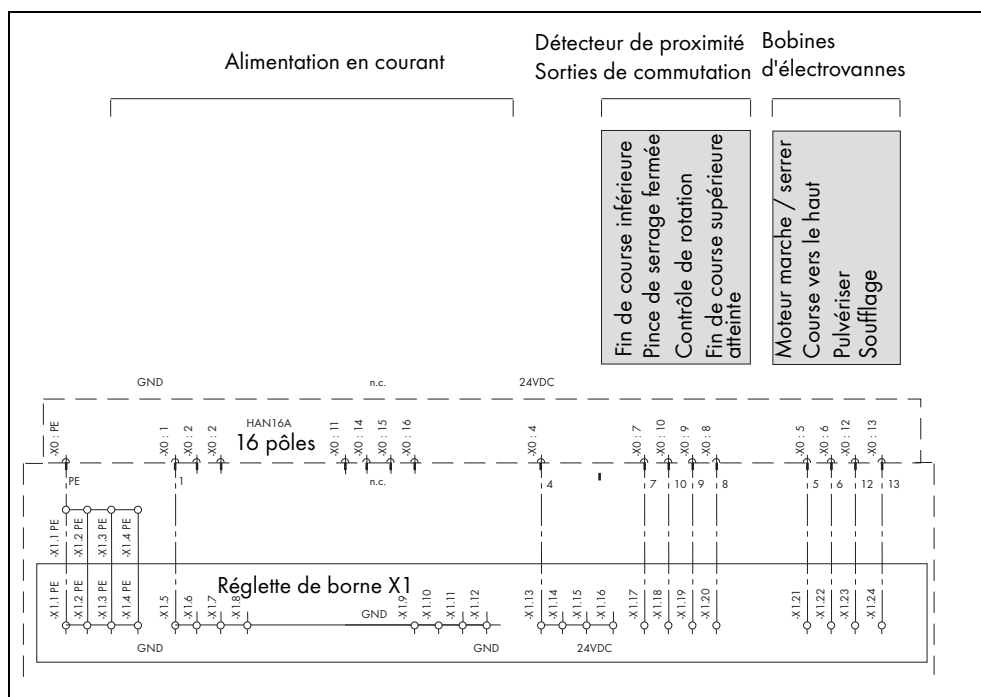 Alimentation en courant
Détecteur de proximité
Sorties de commutation
Bobines
d'électrovannes
Fin de course inférieure
Pince de serrage fermée
Contrôle de rotation
Fin de course supérieure
atteinte
Moteur marche / serrer
Course vers le haut
Pulvériser
Soufflage
GND
n.c.
24VDC
HAN16A
16 pôles
-X0 : PE
-X0 : 1
-X0 : 2
-X0 : 2
-X0 : 11
-X0 : 14
-X0 : 15
-X0 : 16
-X0 : 4
-X0 : 7
-X0 : 10
-X0 : 9
-X0 : 8
-X0 : 5
-X0 : 6
-X0 : 12
-X0 : 13
PE
1
n.c.
4
7
10
9
8
5
6
12
13
-X1.1 PE
-X1.2 PE
-X1.3 PE
-X1.4 PE
Réglette de borne X1
-X1.1 PE
-X1.2 PE
-X1.3 PE
-X1.4 PE
-X1.5
-X1.6
-X1.7
-X1.8
GND
-X1.9
-X1.10
-X1.11
-X1.12
-X1.13
-X1.14
-X1.15
-X1.16
-X1.17
-X1.18
-X1.19
-X1.20
-X1.21
-X1.22
-X1.23
-X1.24
GND
GND
24VDC